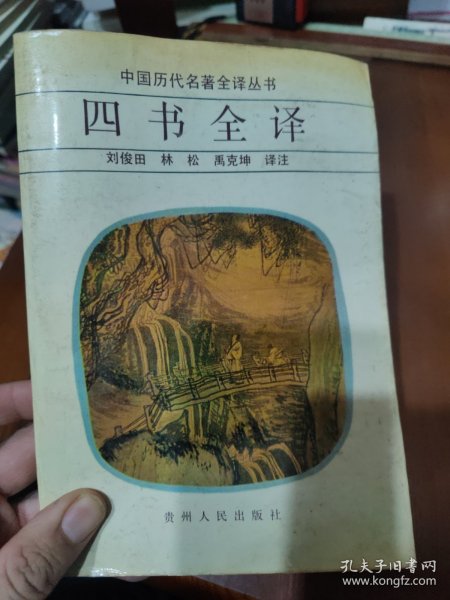 中国历代名著全译丛书
四书全译
刘俊田 林松 禹克坤 译注
贵州人民出版社
孔夫子旧书网
www.kongfz.com